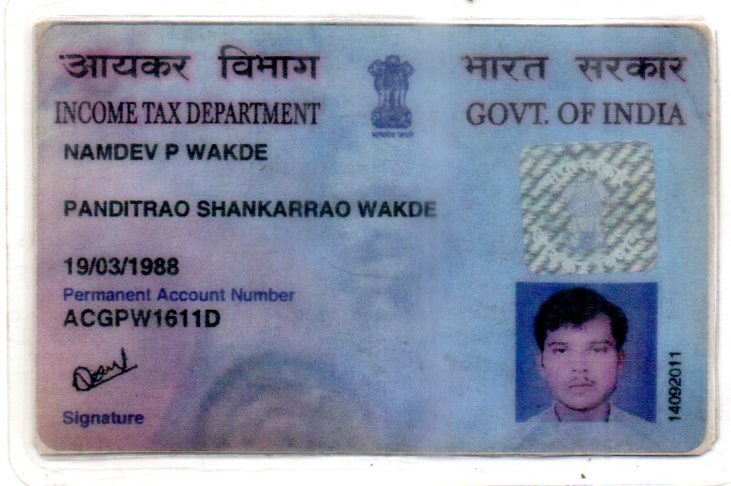 आयकर विभाग
INCOME TAX DEPARTMENT
भारत सरकार
GOVT. OF INDIA
सत्यमेव जयते
NAMDEV P WAKDE
PANDITRAO SHANKARRAO WAKDE
19/03/1988
Permanent Account Number
ACGPW1611D
Signature
14092011